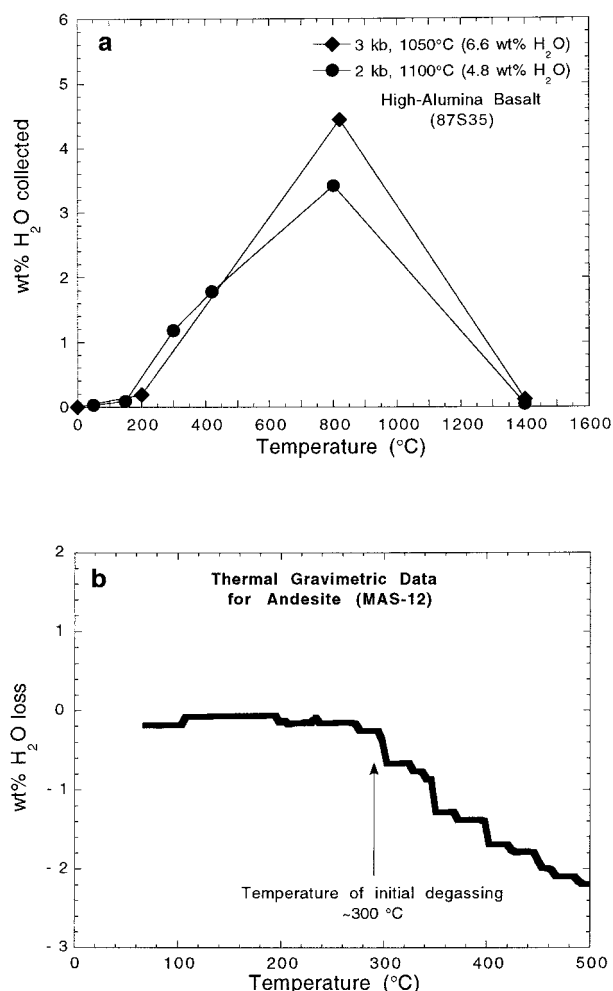 a
3 kb, 1050°C (6.6 wt% H₂O)
2 kb, 1100°C (4.8 wt% H₂O)
High-Alumina Basalt
(87S35)
wt% H₂O collected
6
5
4
3
2
1
0
0 200 400 600 800 1000 1200 1400 1600
Temperature (°C)
b
Thermal Gravimetric Data
for Andesite (MAS-12)
wt% H₂O loss
2
1
0
- 1
- 2
- 3
Temperature of initial degassing
~300 °C
0 100 200 300 400 500
Temperature (°C)